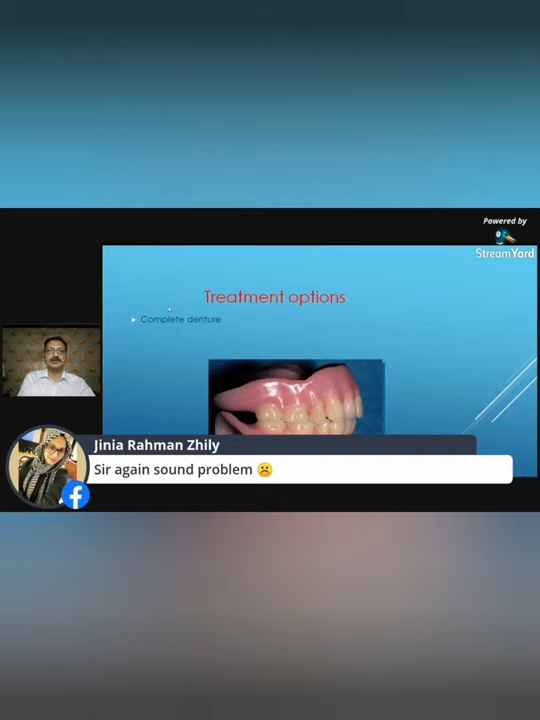 Powered by
StreamYard
Treatment options
Complete denture
Jinia Rahman Zhily
Sir again sound problem ☹️